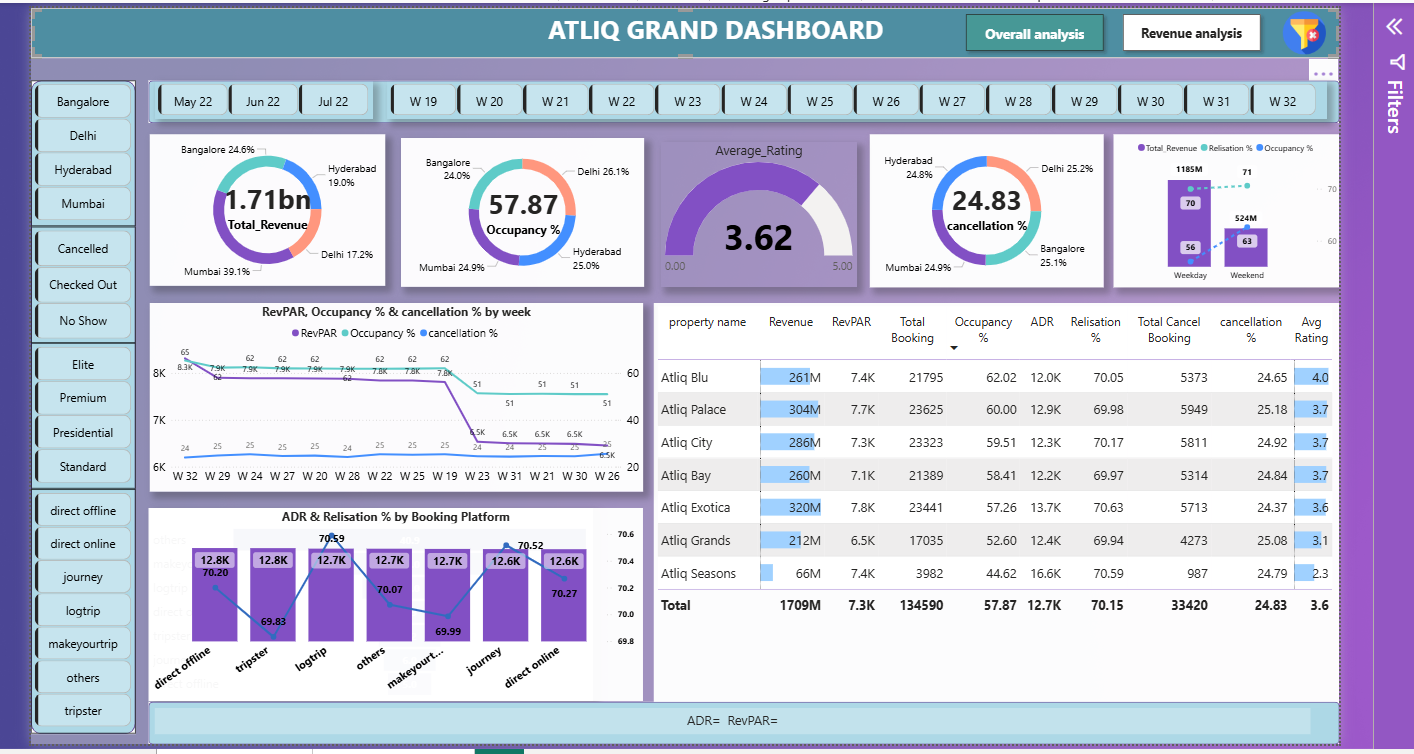 ATLIQ GRAND DASHBOARD
Overall analysis
Revenue analysis
Filters
Bangalore
Delhi
Hyderabad
Mumbai
Cancelled
Checked Out
No Show
Elite
Premium
Presidential
Standard
direct offline
direct online
journey
logtrip
makeyourtrip
others
tripster
May 22 Jun 22 Jul 22 W 19 W 20 W 21 W 22 W 23 W 24 W 25 W 26 W 27 W 28 W 29 W 30 W 31 W 32
Bangalore 24.6%
Hyderabad
19.0%
1.71bn
Total_Revenue
Delhi 17.2%
Mumbai 39.1%
Bangalore
24.0%
Delhi 26.1%
57.87
Occupancy %
Hyderabad
25.0%
Mumbai 24.9%
Average_Rating
3.62
0.00 5.00
Hyderabad
24.8%
Delhi 25.2%
24.83
cancellation %
Bangalore
25.1%
Mumbai 24.9%
Total_Revenue Relisation % Occupancy %
1185M 71
70 70
524M
56 63 60
Weekday Weekend
RevPAR, Occupancy % & cancellation % by week
RevPAR Occupancy % cancellation %
65 62 62 62 62 62 62 62
8K 8.3K 7.9K 7.9K 7.9K 7.9K 7.9K 7.8K 7.8K 7.8K 60
62 62
51 51 51
51 51
7K 40
6.5K 6.5K 6.5K 6.5K
24 25 25 25 25 24 25 25 25 24 24 25 25 25
6.5K
6K 20
W 32 W 29 W 24 W 27 W 20 W 28 W 22 W 25 W 19 W 23 W 31 W 21 W 30 W 26
ADR & Relisation % by Booking Platform
70.59 70.52 70.6
12.8K 12.8K 12.7K 12.7K 12.7K 12.6K 12.6K
70.4
70.20 70.2
70.07 70.27
69.83 69.99 70.0
69.8
direct offline tripster logtrip others makeyourt... journey direct online
property name Revenue RevPAR Total Booking Occupancy % ADR Relisation % Total Cancel Booking cancellation % Avg Rating
Atliq Blu 261M 7.4K 21795 62.02 12.0K 70.05 5373 24.65 4.0
Atliq Palace 304M 7.7K 23625 60.00 12.9K 69.98 5949 25.18 3.7
Atliq City 286M 7.3K 23323 59.51 12.3K 70.17 5811 24.92 3.7
Atliq Bay 260M 7.1K 21389 58.41 12.2K 69.97 5314 24.84 3.7
Atliq Exotica 320M 7.8K 23441 57.26 13.7K 70.63 5713 24.37 3.6
Atliq Grands 212M 6.5K 17035 52.60 12.4K 69.94 4273 25.08 3.1
Atliq Seasons 66M 7.4K 3982 44.62 16.6K 70.59 987 24.79 2.3
Total 1709M 7.3K 134590 57.87 12.7K 70.15 33420 24.83 3.6
ADR= RevPAR=